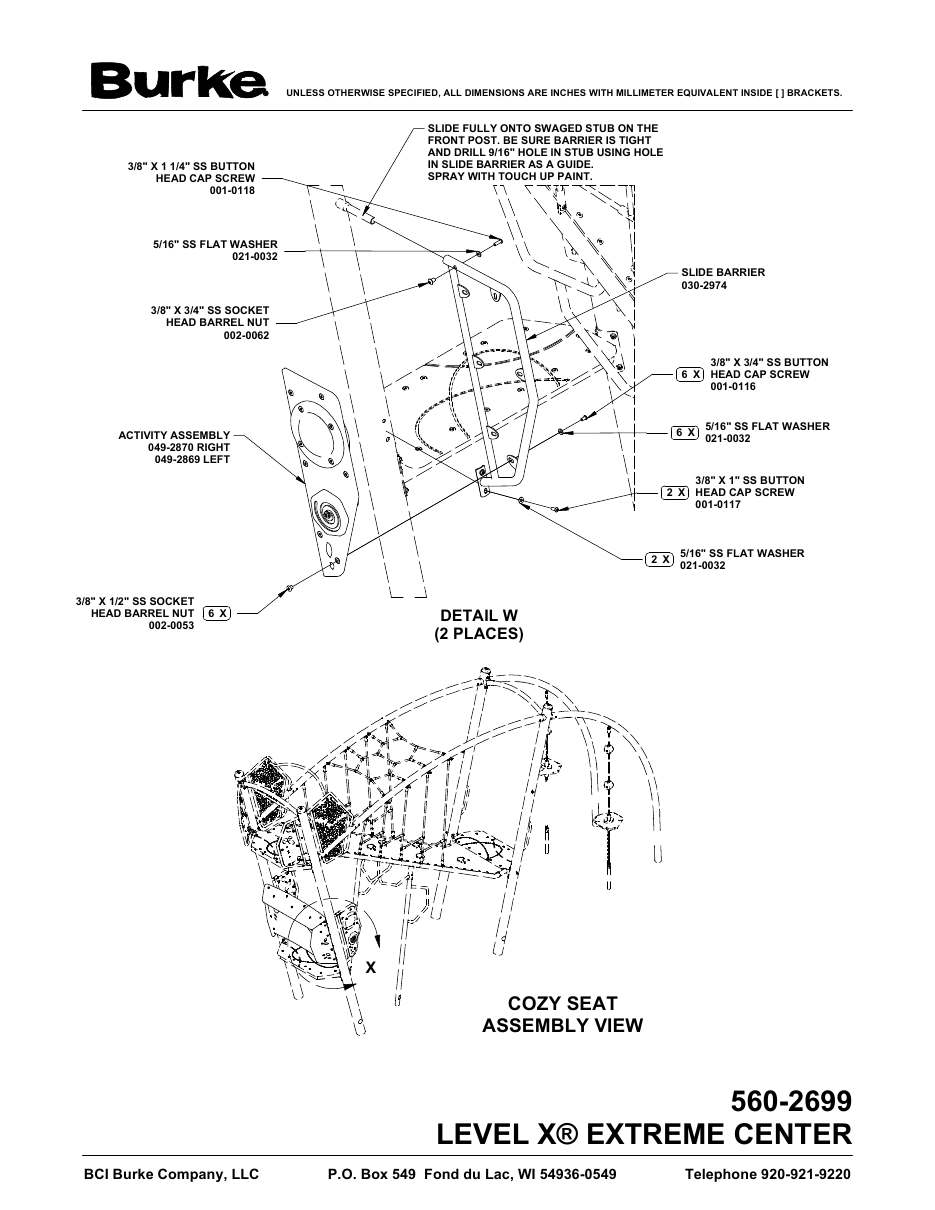 Burke
UNLESS OTHERWISE SPECIFIED, ALL DIMENSIONS ARE INCHES WITH MILLIMETER EQUIVALENT INSIDE [ ] BRACKETS.
SLIDE FULLY ONTO SWAGED STUB ON THE
FRONT POST. BE SURE BARRIER IS TIGHT
AND DRILL 9/16" HOLE IN STUB USING HOLE
IN SLIDE BARRIER AS A GUIDE.
SPRAY WITH TOUCH UP PAINT.
3/8" X 1 1/4" SS BUTTON
HEAD CAP SCREW
001-0118
5/16" SS FLAT WASHER
021-0032
SLIDE BARRIER
030-2974
3/8" X 3/4" SS SOCKET
HEAD BARREL NUT
002-0062
6 X
3/8" X 3/4" SS BUTTON
HEAD CAP SCREW
001-0116
6 X
5/16" SS FLAT WASHER
021-0032
ACTIVITY ASSEMBLY
049-2870 RIGHT
049-2869 LEFT
2 X
3/8" X 1" SS BUTTON
HEAD CAP SCREW
001-0117
2 X
5/16" SS FLAT WASHER
021-0032
3/8" X 1/2" SS SOCKET
HEAD BARREL NUT
002-0053
6 X
DETAIL W
(2 PLACES)
X
COZY SEAT
ASSEMBLY VIEW
560-2699
LEVEL X® EXTREME CENTER
BCI Burke Company, LLC P.O. Box 549 Fond du Lac, WI 54936-0549 Telephone 920-921-9220